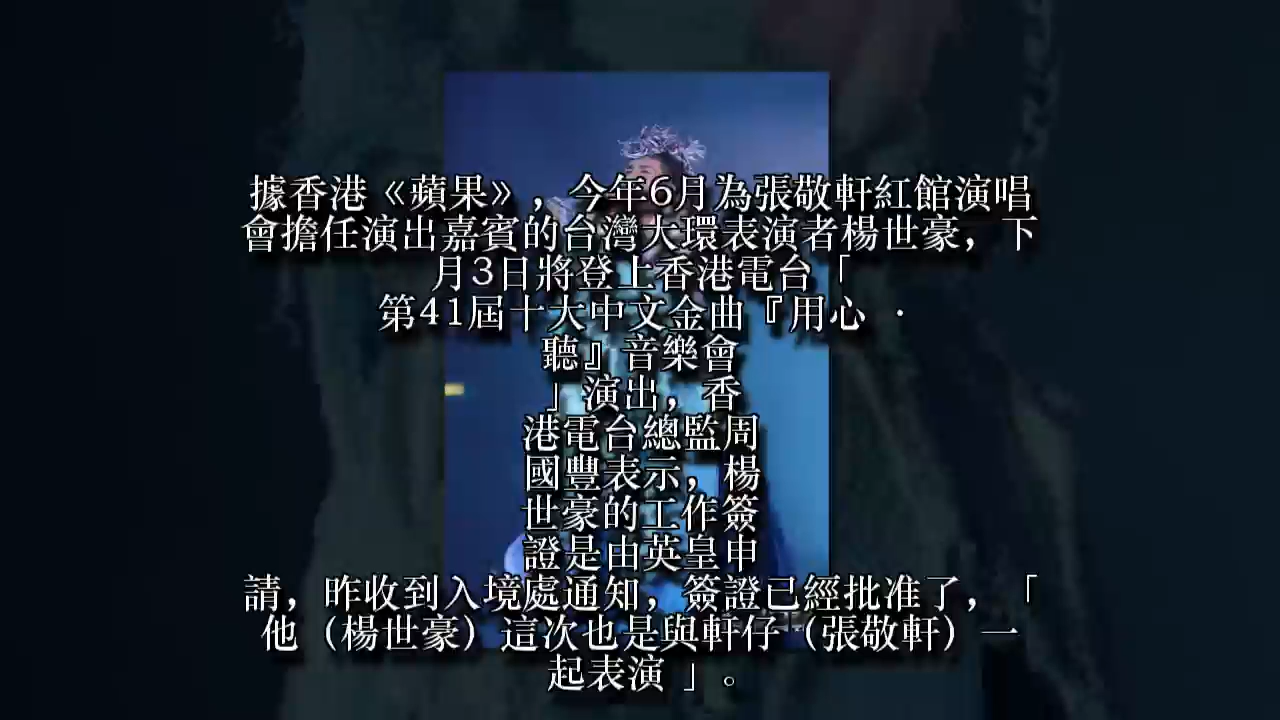 據香港《蘋果》，今年6月為張敬軒紅館演唱
會擔任演出嘉賓的台灣大環表演者楊世豪，下
月3日將登上香港電台「
第41屆十大中文金曲『用心 ·
聽』音樂會
」演出，香
港電台總監周
國豐表示，楊
世豪的工作簽
證是由英皇申
請，昨收到入境處通知，簽證已經批准了，「
他（楊世豪）這次也是與軒仔（張敬軒）一
起表演 」。